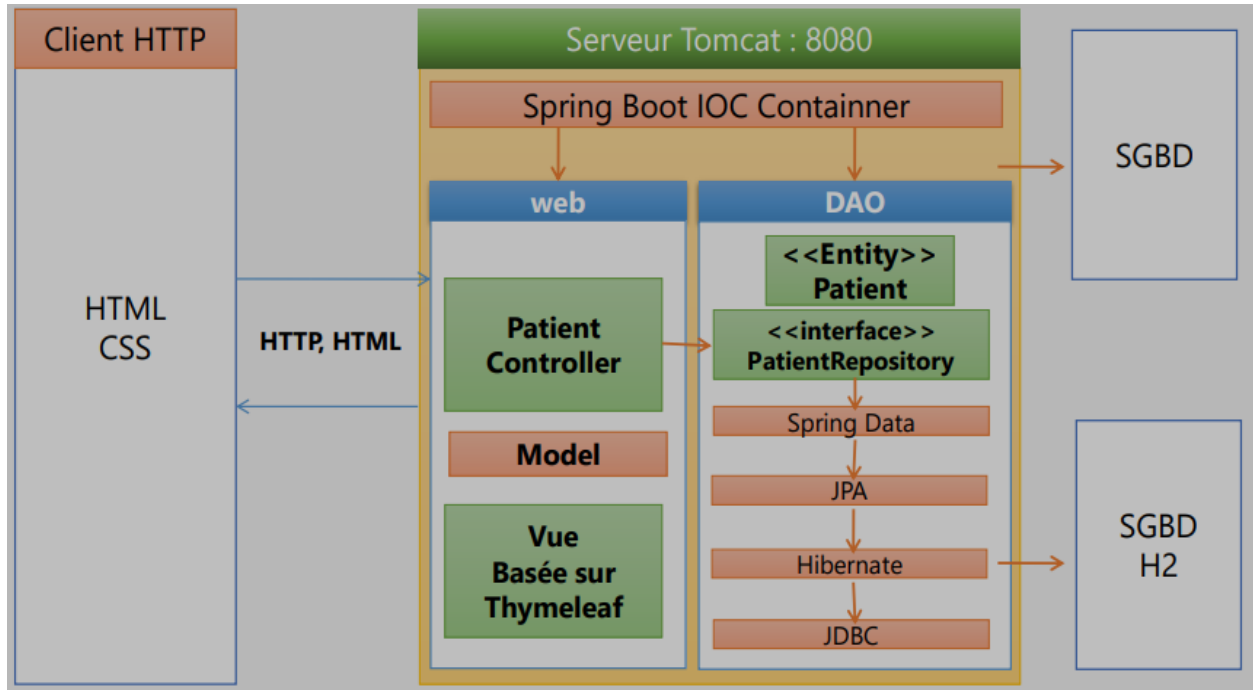 Client HTTP
HTML
CSS
HTTP, HTML
Serveur Tomcat : 8080
Spring Boot IOC Containner
web
Patient
Controller
Model
Vue
Basée sur
Thymeleaf
DAO
<<Entity>>
Patient
<<interface>>
PatientRepository
Spring Data
JPA
Hibernate
JDBC
SGBD
SGBD
H2